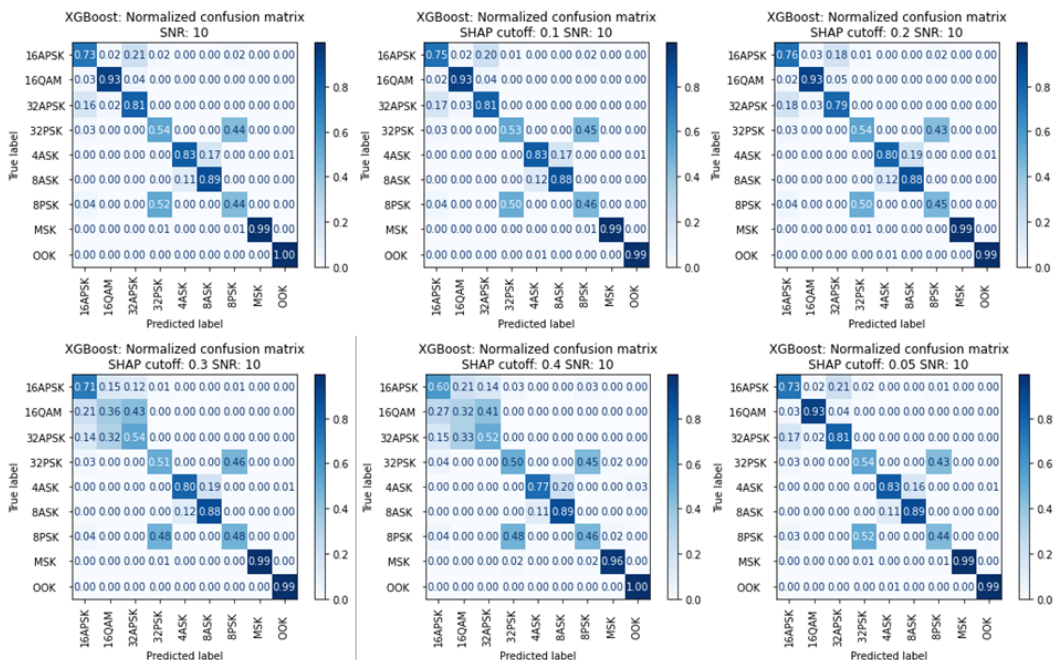 XGBoost: Normalized confusion matrix
SNR: 10
True label
16APSK 0.73 0.02 0.21 0.02 0.00 0.00 0.02 0.00 0.00
16QAM 0.03 0.93 0.04 0.00 0.00 0.00 0.00 0.00 0.00
32APSK 0.16 0.02 0.81 0.00 0.00 0.00 0.00 0.00 0.00
32PSK 0.03 0.00 0.00 0.54 0.00 0.00 0.44 0.00 0.00
4ASK 0.00 0.00 0.00 0.00 0.83 0.17 0.00 0.00 0.01
8ASK 0.00 0.00 0.00 0.00 0.11 0.89 0.00 0.00 0.00
8PSK 0.04 0.00 0.00 0.52 0.00 0.00 0.44 0.00 0.00
MSK 0.00 0.00 0.00 0.01 0.00 0.00 0.01 0.99 0.00
OOK 0.00 0.00 0.00 0.00 0.00 0.00 0.00 0.00 1.00
16APSK 16QAM 32APSK 32PSK 4ASK 8ASK 8PSK MSK OOK
Predicted label
0.8
0.6
0.4
0.2
0.0
XGBoost: Normalized confusion matrix
SHAP cutoff: 0.1 SNR: 10
True label
16APSK 0.75 0.02 0.20 0.01 0.00 0.00 0.02 0.00 0.00
16QAM 0.02 0.93 0.04 0.00 0.00 0.00 0.00 0.00 0.00
32APSK 0.17 0.03 0.81 0.00 0.00 0.00 0.00 0.00 0.00
32PSK 0.03 0.00 0.00 0.53 0.00 0.00 0.45 0.00 0.00
4ASK 0.00 0.00 0.00 0.00 0.83 0.17 0.00 0.00 0.01
8ASK 0.00 0.00 0.00 0.00 0.12 0.88 0.00 0.00 0.00
8PSK 0.04 0.00 0.00 0.50 0.00 0.00 0.46 0.00 0.00
MSK 0.00 0.00 0.00 0.01 0.00 0.00 0.01 0.99 0.00
OOK 0.00 0.00 0.00 0.00 0.01 0.00 0.00 0.00 0.99
16APSK 16QAM 32APSK 32PSK 4ASK 8ASK 8PSK MSK OOK
Predicted label
0.8
0.6
0.4
0.2
0.0
XGBoost: Normalized confusion matrix
SHAP cutoff: 0.2 SNR: 10
True label
16APSK 0.76 0.03 0.18 0.01 0.00 0.00 0.02 0.00 0.00
16QAM 0.02 0.93 0.05 0.00 0.00 0.00 0.00 0.00 0.00
32APSK 0.18 0.03 0.79 0.00 0.00 0.00 0.00 0.00 0.00
32PSK 0.03 0.00 0.00 0.54 0.00 0.00 0.43 0.00 0.00
4ASK 0.00 0.00 0.00 0.00 0.80 0.19 0.00 0.00 0.01
8ASK 0.00 0.00 0.00 0.00 0.12 0.88 0.00 0.00 0.00
8PSK 0.04 0.00 0.00 0.50 0.00 0.00 0.45 0.00 0.00
MSK 0.00 0.00 0.00 0.01 0.00 0.00 0.01 0.99 0.00
OOK 0.00 0.00 0.00 0.00 0.01 0.00 0.00 0.00 0.99
16APSK 16QAM 32APSK 32PSK 4ASK 8ASK 8PSK MSK OOK
Predicted label
0.8
0.6
0.4
0.2
0.0
XGBoost: Normalized confusion matrix
SHAP cutoff: 0.3 SNR: 10
True label
16APSK 0.71 0.15 0.12 0.01 0.00 0.00 0.01 0.00 0.00
16QAM 0.21 0.36 0.43 0.00 0.00 0.00 0.00 0.00 0.00
32APSK 0.14 0.32 0.54 0.00 0.00 0.00 0.00 0.00 0.00
32PSK 0.03 0.00 0.00 0.51 0.00 0.00 0.46 0.00 0.00
4ASK 0.00 0.00 0.00 0.00 0.80 0.19 0.00 0.00 0.01
8ASK 0.00 0.00 0.00 0.00 0.12 0.88 0.00 0.00 0.00
8PSK 0.04 0.00 0.00 0.48 0.00 0.00 0.48 0.00 0.00
MSK 0.00 0.00 0.00 0.01 0.00 0.00 0.00 0.99 0.00
OOK 0.00 0.00 0.00 0.00 0.00 0.00 0.00 0.00 0.99
16APSK 16QAM 32APSK 32PSK 4ASK 8ASK 8PSK MSK OOK
Predicted label
0.8
0.6
0.4
0.2
0.0
XGBoost: Normalized confusion matrix
SHAP cutoff: 0.4 SNR: 10
True label
16APSK 0.60 0.21 0.14 0.03 0.00 0.00 0.03 0.00 0.00
16QAM 0.27 0.32 0.41 0.00 0.00 0.00 0.00 0.00 0.00
32APSK 0.15 0.33 0.52 0.00 0.00 0.00 0.00 0.00 0.00
32PSK 0.04 0.00 0.00 0.50 0.00 0.00 0.45 0.02 0.00
4ASK 0.00 0.00 0.00 0.00 0.77 0.20 0.00 0.00 0.03
8ASK 0.00 0.00 0.00 0.00 0.11 0.89 0.00 0.00 0.00
8PSK 0.04 0.00 0.00 0.48 0.00 0.00 0.46 0.02 0.00
MSK 0.00 0.00 0.00 0.02 0.00 0.00 0.02 0.96 0.00
OOK 0.00 0.00 0.00 0.00 0.00 0.00 0.00 0.00 1.00
16APSK 16QAM 32APSK 32PSK 4ASK 8ASK 8PSK MSK OOK
Predicted label
0.8
0.6
0.4
0.2
0.0
XGBoost: Normalized confusion matrix
SHAP cutoff: 0.05 SNR: 10
True label
16APSK 0.73 0.02 0.21 0.02 0.00 0.00 0.02 0.00 0.00
16QAM 0.03 0.93 0.04 0.00 0.00 0.00 0.00 0.00 0.00
32APSK 0.17 0.02 0.81 0.00 0.00 0.00 0.00 0.00 0.00
32PSK 0.03 0.00 0.00 0.54 0.00 0.00 0.43 0.00 0.00
4ASK 0.00 0.00 0.00 0.00 0.83 0.16 0.00 0.00 0.01
8ASK 0.00 0.00 0.00 0.00 0.11 0.89 0.00 0.00 0.00
8PSK 0.04 0.00 0.00 0.52 0.00 0.00 0.44 0.00 0.00
MSK 0.00 0.00 0.00 0.01 0.00 0.00 0.01 0.99 0.00
OOK 0.00 0.00 0.00 0.00 0.01 0.00 0.00 0.00 0.99
16APSK 16QAM 32APSK 32PSK 4ASK 8ASK 8PSK MSK OOK
Predicted label
0.8
0.6
0.4
0.2
0.0